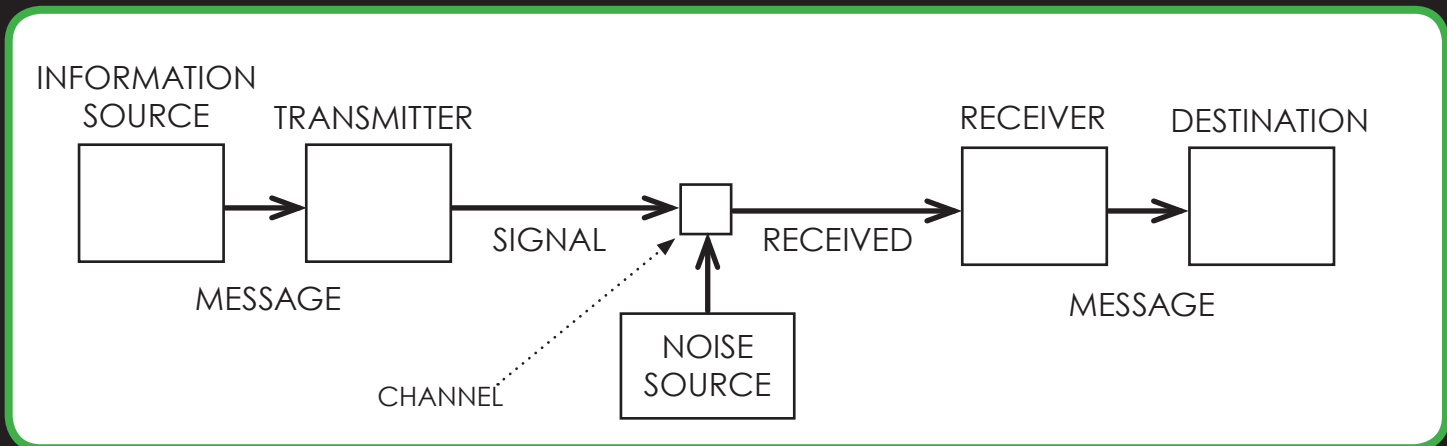 INFORMATION
SOURCE
TRANSMITTER
RECEIVER
DESTINATION
SIGNAL
RECEIVED
MESSAGE
MESSAGE
NOISE
SOURCE
CHANNEL